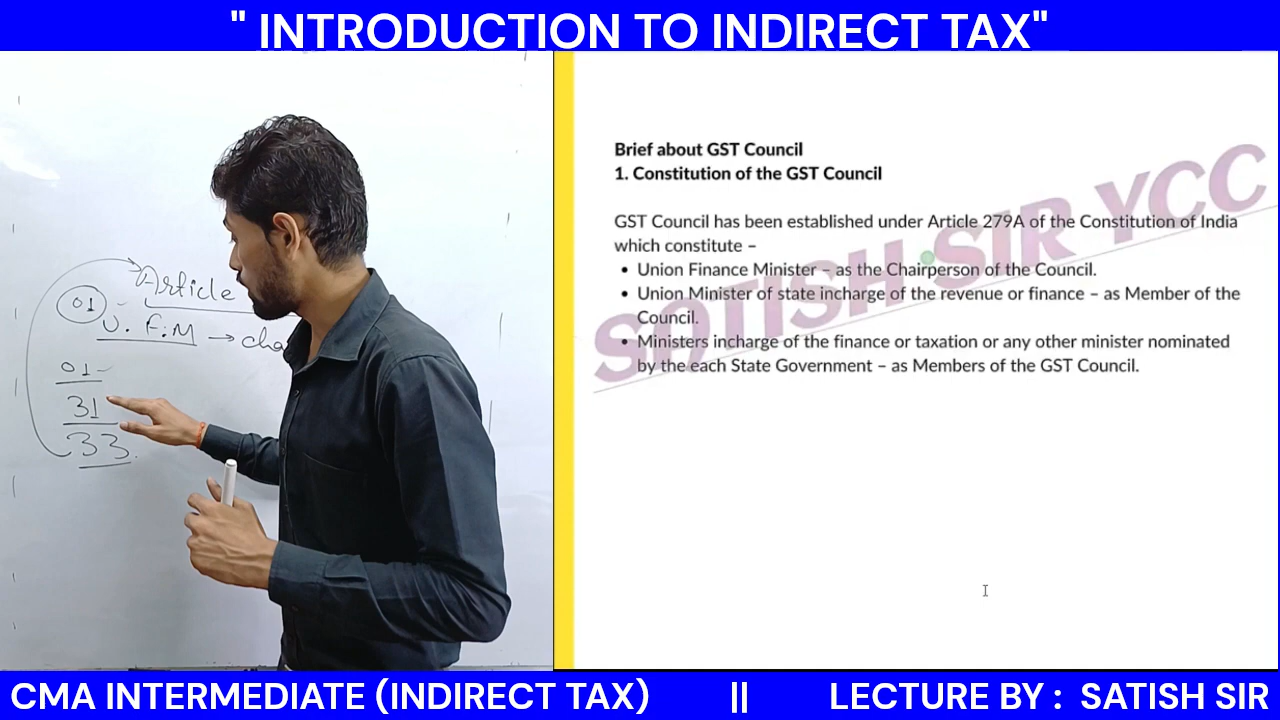 " INTRODUCTION TO INDIRECT TAX"
Article
01
U. F.M → cha
01
31
33
Brief about GST Council
1. Constitution of the GST Council
GST Council has been established under Article 279A of the Constitution of India
which constitute –
• Union Finance Minister – as the Chairperson of the Council.
• Union Minister of state incharge of the revenue or finance – as Member of the
Council.
• Ministers incharge of the finance or taxation or any other minister nominated
by the each State Government – as Members of the GST Council.
SATISH SIR YCC
CMA INTERMEDIATE (INDIRECT TAX) || LECTURE BY : SATISH SIR